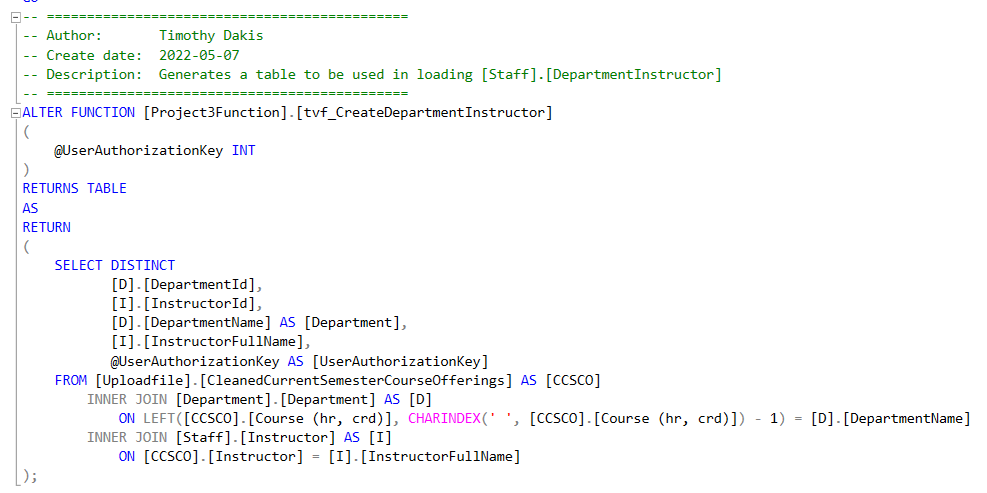 -- =============================================
-- Author:       Timothy Dakis
-- Create date:  2022-05-07
-- Description:  Generates a table to be used in loading [Staff].[DepartmentInstructor]
-- =============================================
ALTER FUNCTION [Project3Function].[tvf_CreateDepartmentInstructor]
(
    @UserAuthorizationKey INT
)
RETURNS TABLE
AS
RETURN
(
    SELECT DISTINCT
           [D].[DepartmentId],
           [I].[InstructorId],
           [D].[DepartmentName] AS [Department],
           [I].[InstructorFullName],
           @UserAuthorizationKey AS [UserAuthorizationKey]
    FROM [Uploadfile].[CleanedCurrentSemesterCourseOfferings] AS [CCSCO]
        INNER JOIN [Department].[Department] AS [D]
            ON LEFT([CCSCO].[Course (hr, crd)], CHARINDEX(' ', [CCSCO].[Course (hr, crd)]) - 1) = [D].[DepartmentName]
        INNER JOIN [Staff].[Instructor] AS [I]
            ON [CCSCO].[Instructor] = [I].[InstructorFullName]
);